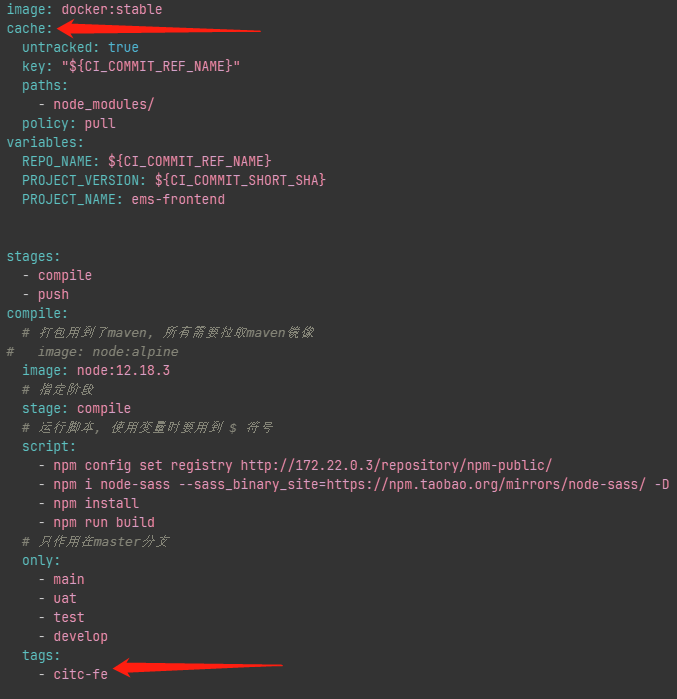 image: docker:stable
cache:
  untracked: true
  key: "${CI_COMMIT_REF_NAME}"
  paths:
    - node_modules/
  policy: pull
variables:
  REPO_NAME: ${CI_COMMIT_REF_NAME}
  PROJECT_VERSION: ${CI_COMMIT_SHORT_SHA}
  PROJECT_NAME: ems-frontend
stages:
  - compile
  - push
compile:
  # 打包用到了maven, 所有需要拉取maven镜像
#   image: node:alpine
  image: node:12.18.3
  # 指定阶段
  stage: compile
  # 运行脚本, 使用变量时要用到 $ 符号
  script:
    - npm config set registry http://172.22.0.3/repository/npm-public/
    - npm i node-sass --sass_binary_site=https://npm.taobao.org/mirrors/node-sass/ -D
    - npm install
    - npm run build
  # 只作用在master分支
  only:
    - main
    - uat
    - test
    - develop
  tags:
    - citc-fe